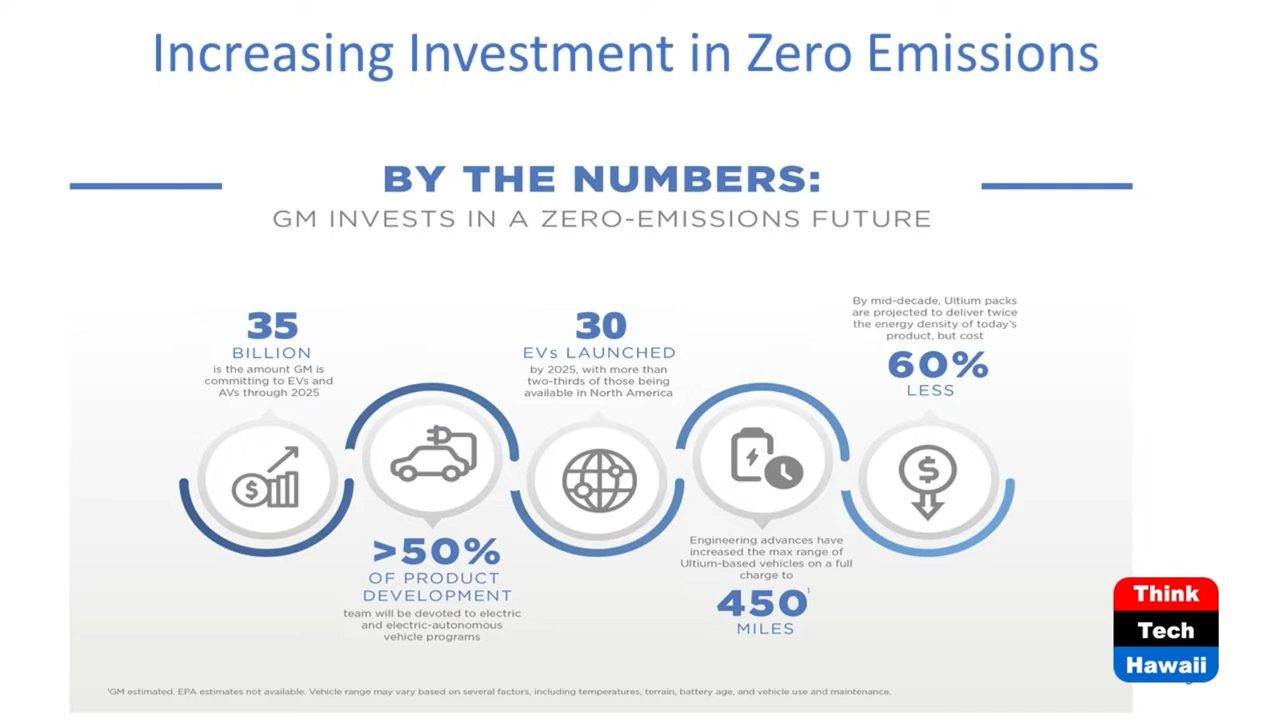 Increasing Investment in Zero Emissions
BY THE NUMBERS:
GM INVESTS IN A ZERO-EMISSIONS FUTURE
35
BILLION
is the amount GM is
committing to EVs and
AVs through 2025
>50%
OF PRODUCT
DEVELOPMENT
team will be devoted to electric
and electric-autonomous
vehicle programs
30
EVs LAUNCHED
by 2025, with more than
two-thirds of those being
available in North America
Engineering advances have
increased the max range of
Ultium-based vehicles on a full
charge to
450¹
MILES
By mid-decade, Ultium packs
are projected to deliver twice
the energy density of today's
product, but cost
60%
LESS
¹GM estimated. EPA estimates not available. Vehicle range may vary based on several factors, including temperatures, terrain, battery age, and vehicle use and maintenance.
Think
Tech
Hawaii